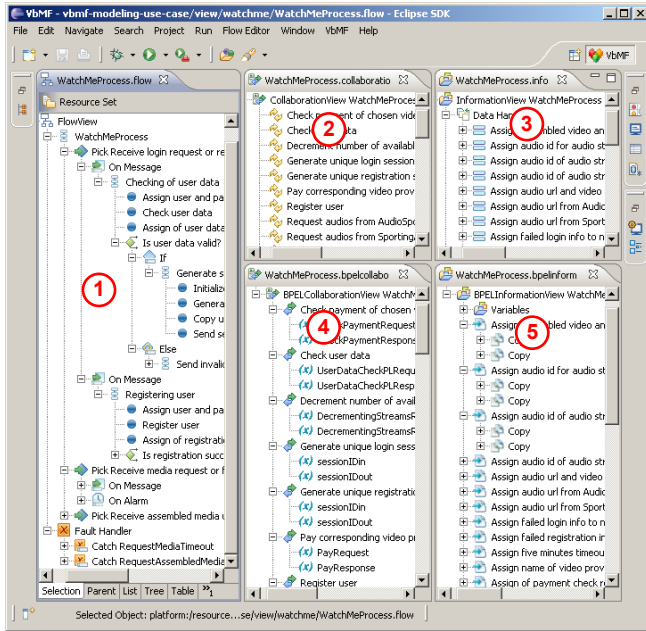 VbMF - vbmf-modeling-use-case/view/watchme/WatchMeProcess.flow - Eclipse SDK
File Edit Navigate Search Project Run Flow Editor Window VbMF Help
VbMF
WatchMeProcess.flow
Resource Set
FlowView
WatchMeProcess
Pick Receive login request or re
On Message
Checking of user data
Assign user and pa
Check user data
Assign of user data
Is user data valid?
If
Generate s
Initialize
Genera
Copy u
Send se
Else
Send invalid
On Message
Registering user
Assign user and pa
Register user
Assign of registrati
Is registration succ
Pick Receive media request or f
On Message
On Alarm
Pick Receive assembled media u
Fault Handler
Catch RequestMediaTimeout
Catch RequestAssembledMedia
Selection Parent List Tree Table »1
1
WatchMeProcess.collaboratio
CollaborationView WatchMeProces
Check payment of chosen vide
Check ata
Decrement number of availabl
Generate unique login session
Generate unique registration s
Pay corresponding video prov
Register user
Request audios from AudioSpo
Request audios from Sporting
2
WatchMeProcess.info
InformationView WatchMeProcess
Data Han
Assign bled video an
Assign audio id for audio st
Assign audio id of audio str
Assign audio url and video
Assign audio url from Audic
Assign audio url from Sport
Assign failed login info to n
3
WatchMeProcess.bpelcollabo
BPELCollaborationView WatchM
Check payment of chosen
(x) kPaymentRequest
(x) ckPaymentRespons
Check user data
(x) UserDataCheckPLRequ
(x) UserDataCheckPLResp
Decrement number of avail
(x) DecrementingStreamsR
(x) DecrementingStreamsR
Generate unique login sess
(x) sessionIDin
(x) sessionIDout
Generate unique registratic
(x) sessionIDin
(x) sessionIDout
Pay corresponding video pr
(x) PayRequest
(x) PayResponse
Register user
4
WatchMeProcess.bpelinform
BPELInformationView WatchMe
Variables
Assign bled video an
Co
Copy
Assign audio id for audio st
Copy
Copy
Assign audio id of audio str
Copy
Copy
Assign audio id of audio str
Assign audio url and video
Assign audio url from Audic
Assign audio url from Sport
Assign failed login info to n
Assign failed registration ir
Assign five minutes timeou
Assign name of video prov
Assign of payment check r
5
Selected Object: platform:/resource...se/view/watchme/WatchMeProcess.flow